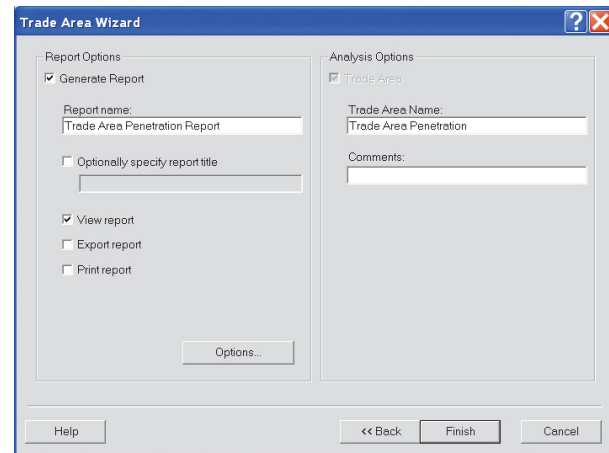 Trade Area Wizard
Report Options
Generate Report
Report name:
Trade Area Penetration Report
Optionally specify report title
View report
Export report
Print report
Options...
Analysis Options
Trade Area
Trade Area Name:
Trade Area Penetration
Comments:
Help
<< Back
Finish
Cancel